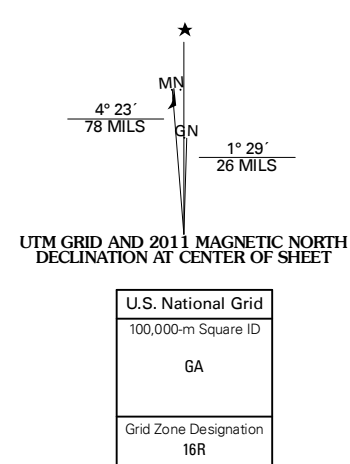 ★
MN
4° 23´
78 MILS
GN
1° 29´
26 MILS
UTM GRID AND 2011 MAGNETIC NORTH
DECLINATION AT CENTER OF SHEET
U.S. National Grid
100,000-m Square ID
GA
Grid Zone Designation
16R